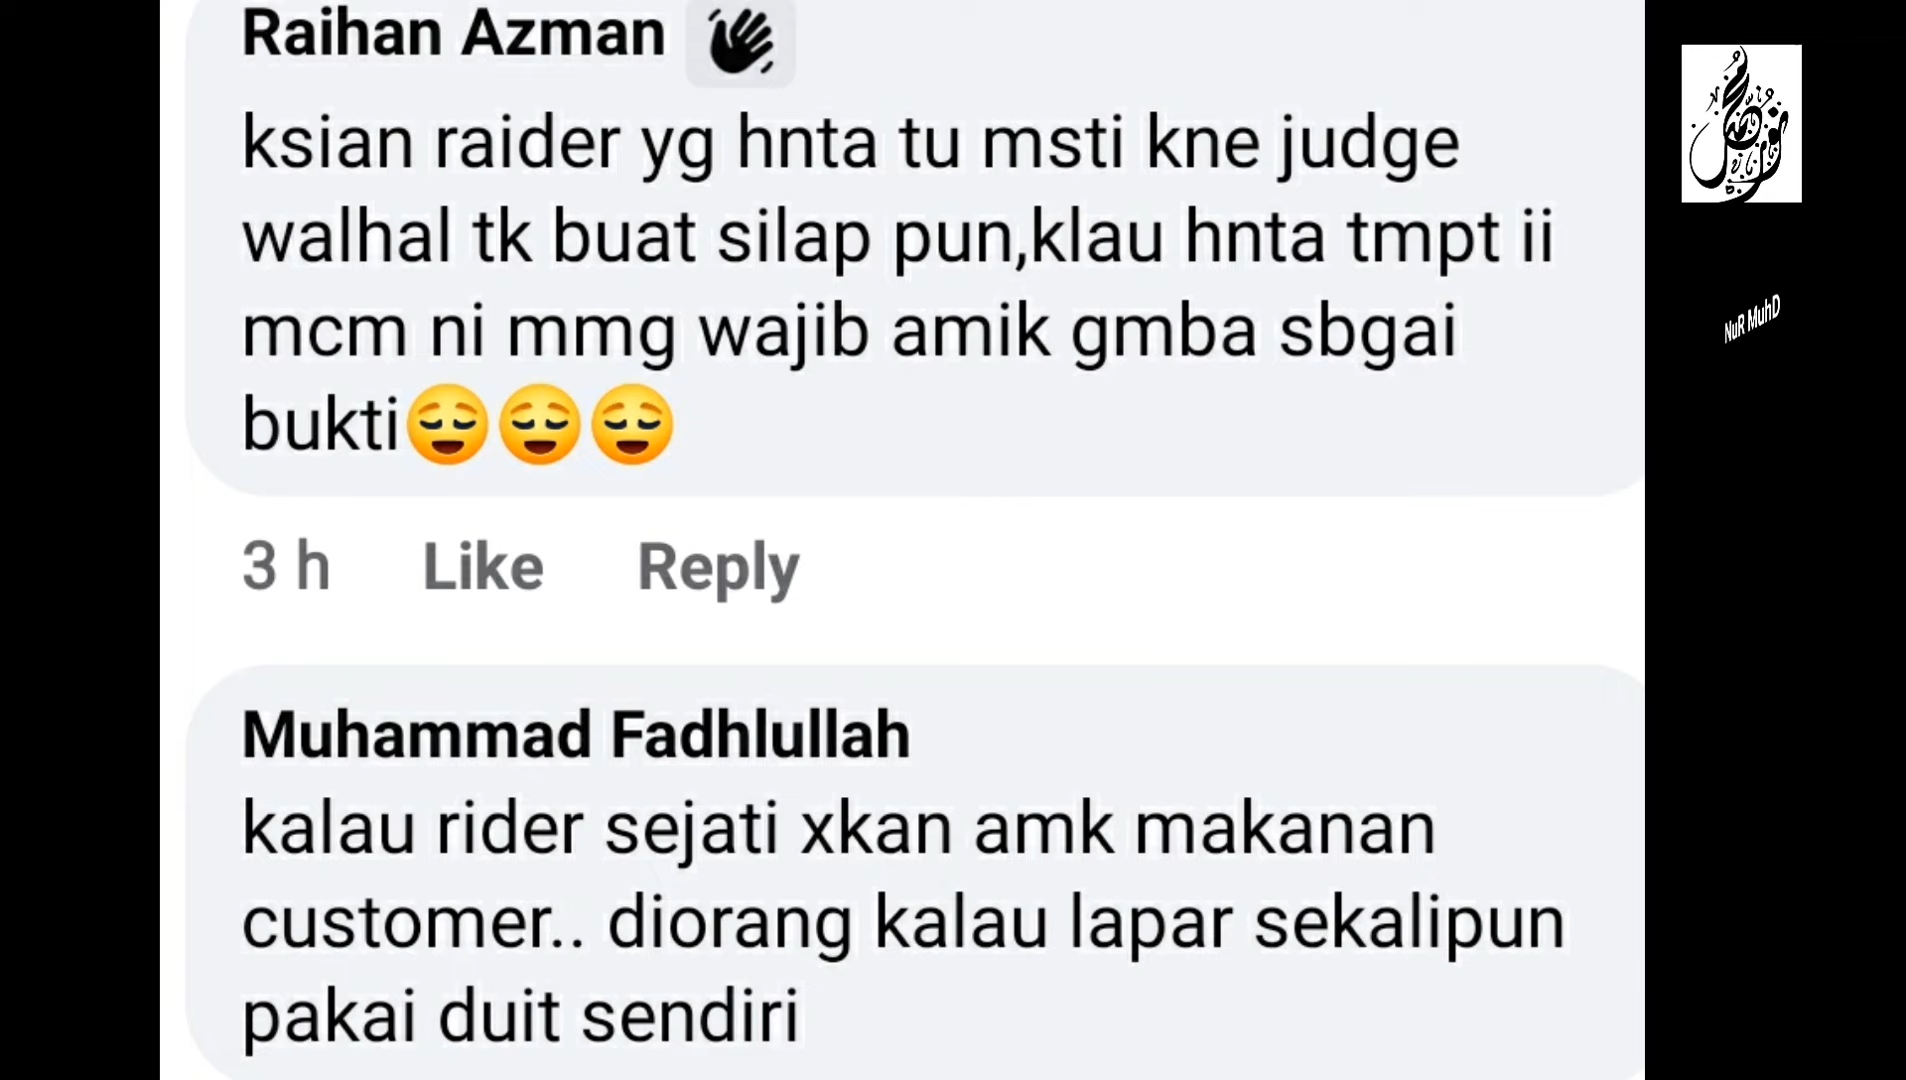 Raihan Azman
ksian raider yg hnta tu msti kne judge
walhal tk buat silap pun,klau hnta tmpt ii
mcm ni mmg wajib amik gmba sbgai
bukti😌😌😌
3 h Like Reply
Muhammad Fadhlullah
kalau rider sejati xkan amk makanan
customer.. diorang kalau lapar sekalipun
pakai duit sendiri
NuR MuhD